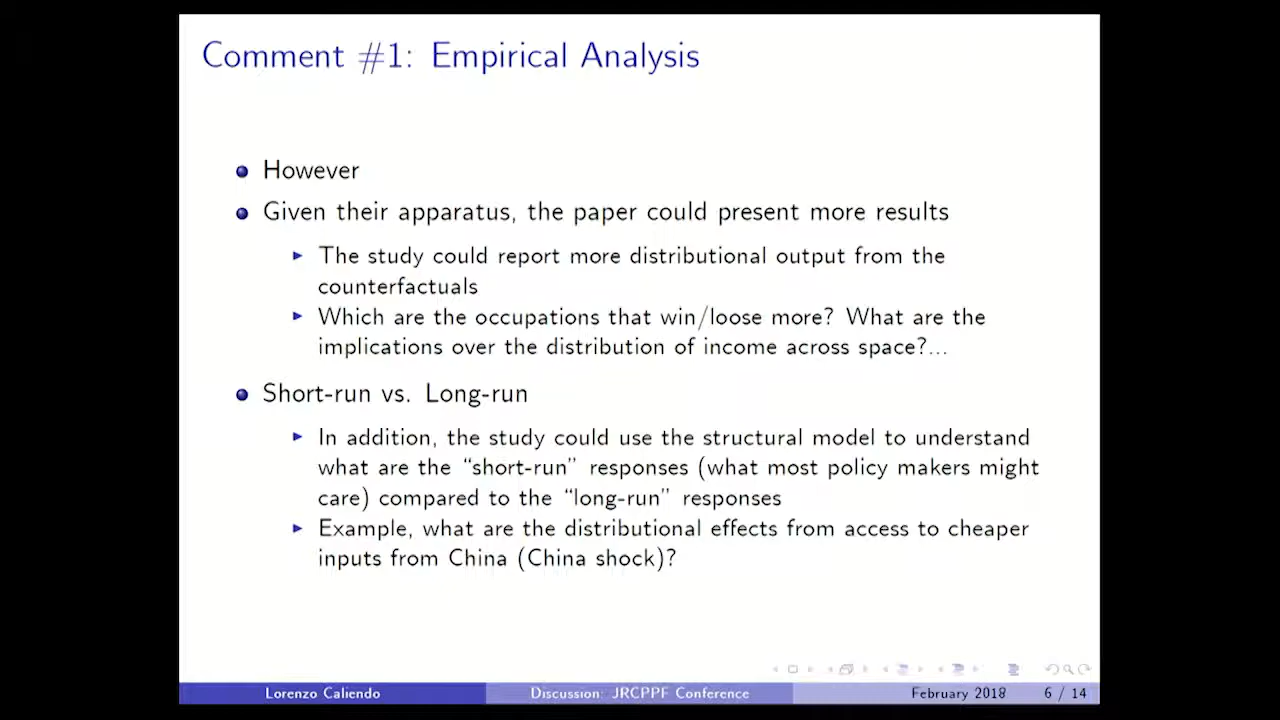 Comment #1: Empirical Analysis
However
Given their apparatus, the paper could present more results
The study could report more distributional output from the
counterfactuals
Which are the occupations that win/loose more? What are the
implications over the distribution of income across space?...
Short-run vs. Long-run
In addition, the study could use the structural model to understand
what are the “short-run” responses (what most policy makers might
care) compared to the “long-run” responses
Example, what are the distributional effects from access to cheaper
inputs from China (China shock)?
Lorenzo Caliendo Discussion: JRCPPF Conference February 2018 6 / 14